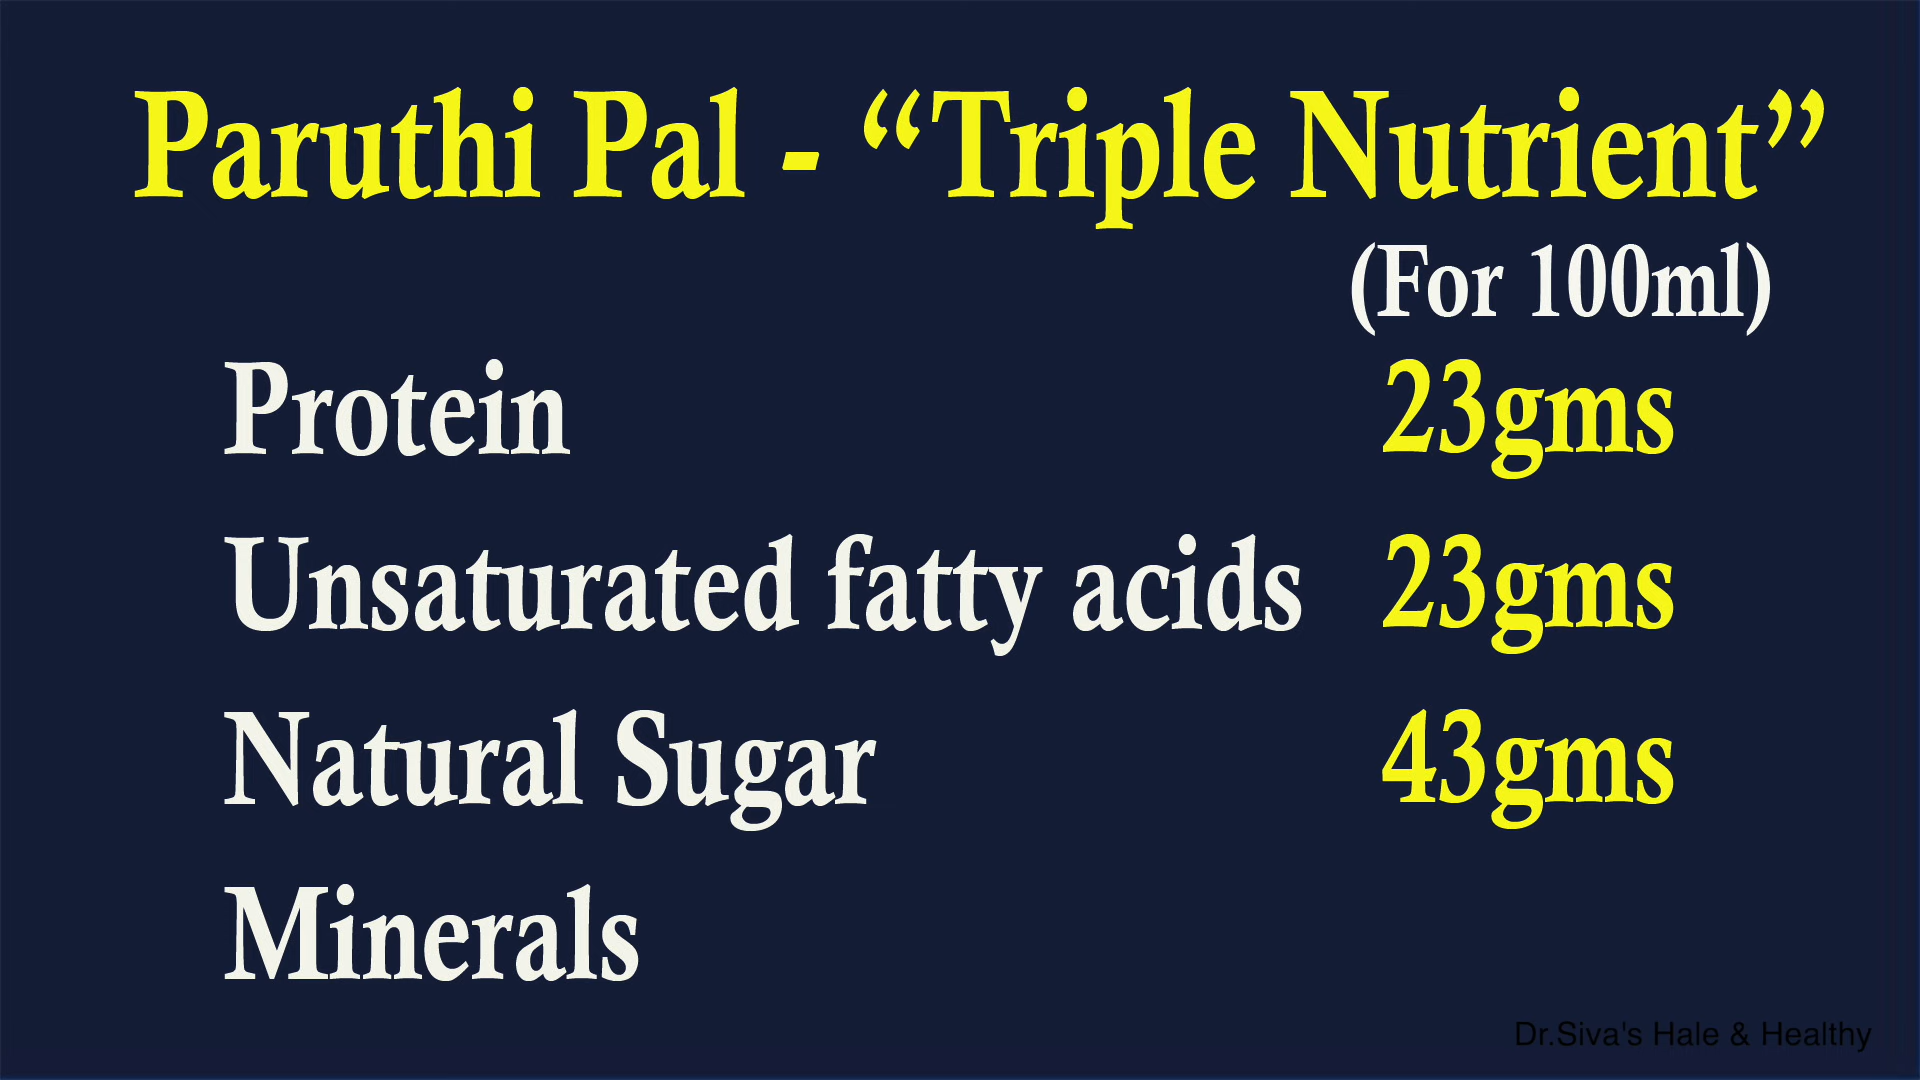 Paruthi Pal - “Triple Nutrient”
(For 100ml)
Protein 23gms
Unsaturated fatty acids 23gms
Natural Sugar 43gms
Minerals
Dr.Siva's Hale & Healthy